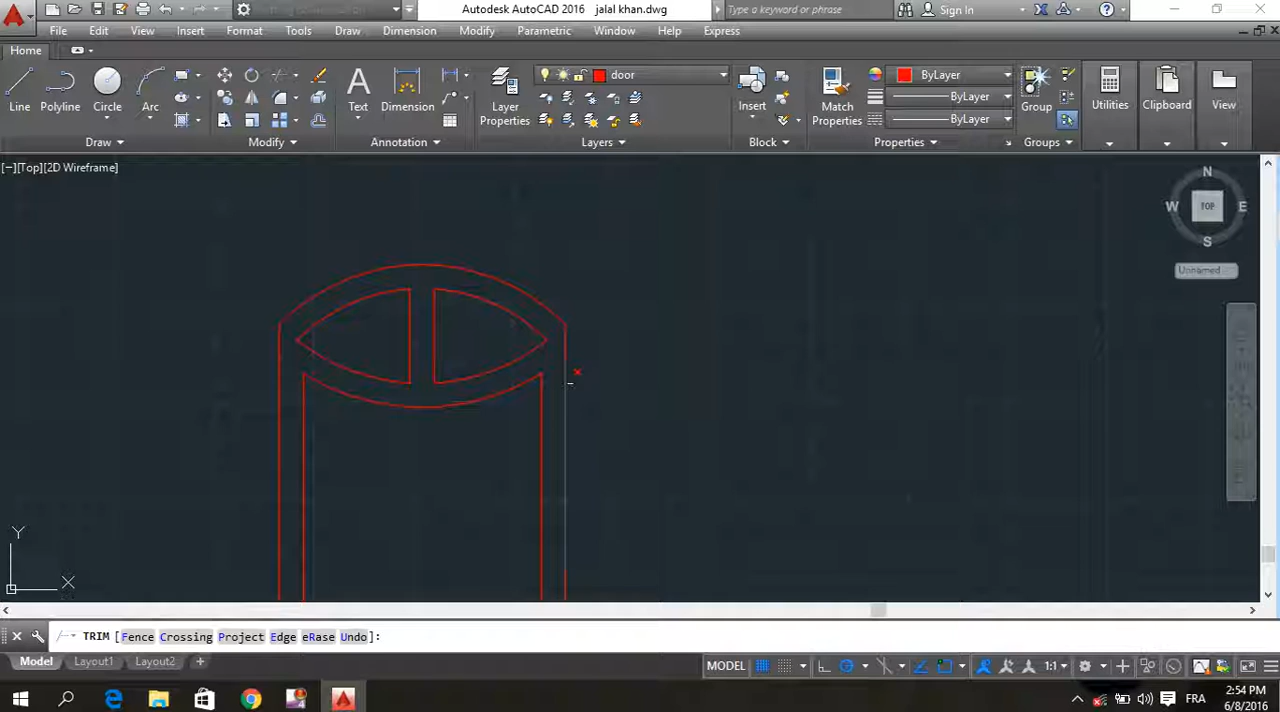 Autodesk AutoCAD 2016 jalal khan.dwg
Type a keyword or phrase
Sign In
File Edit View Insert Format Tools Draw Dimension Modify Parametric Window Help Express
Home
Line Polyline Circle Arc
Text Dimension
Layer Properties
door
Insert
Match Properties
ByLayer
ByLayer
ByLayer
Group
Utilities
Clipboard
View
Draw
Modify
Annotation
Layers
Block
Properties
Groups
[−][Top][2D Wireframe]
N
W TOP E
S
Unnamed
Y
X
TRIM [Fence Crossing Project Edge eRase Undo]:
Model Layout1 Layout2
MODEL
1:1
FRA
2:54 PM
6/8/2016